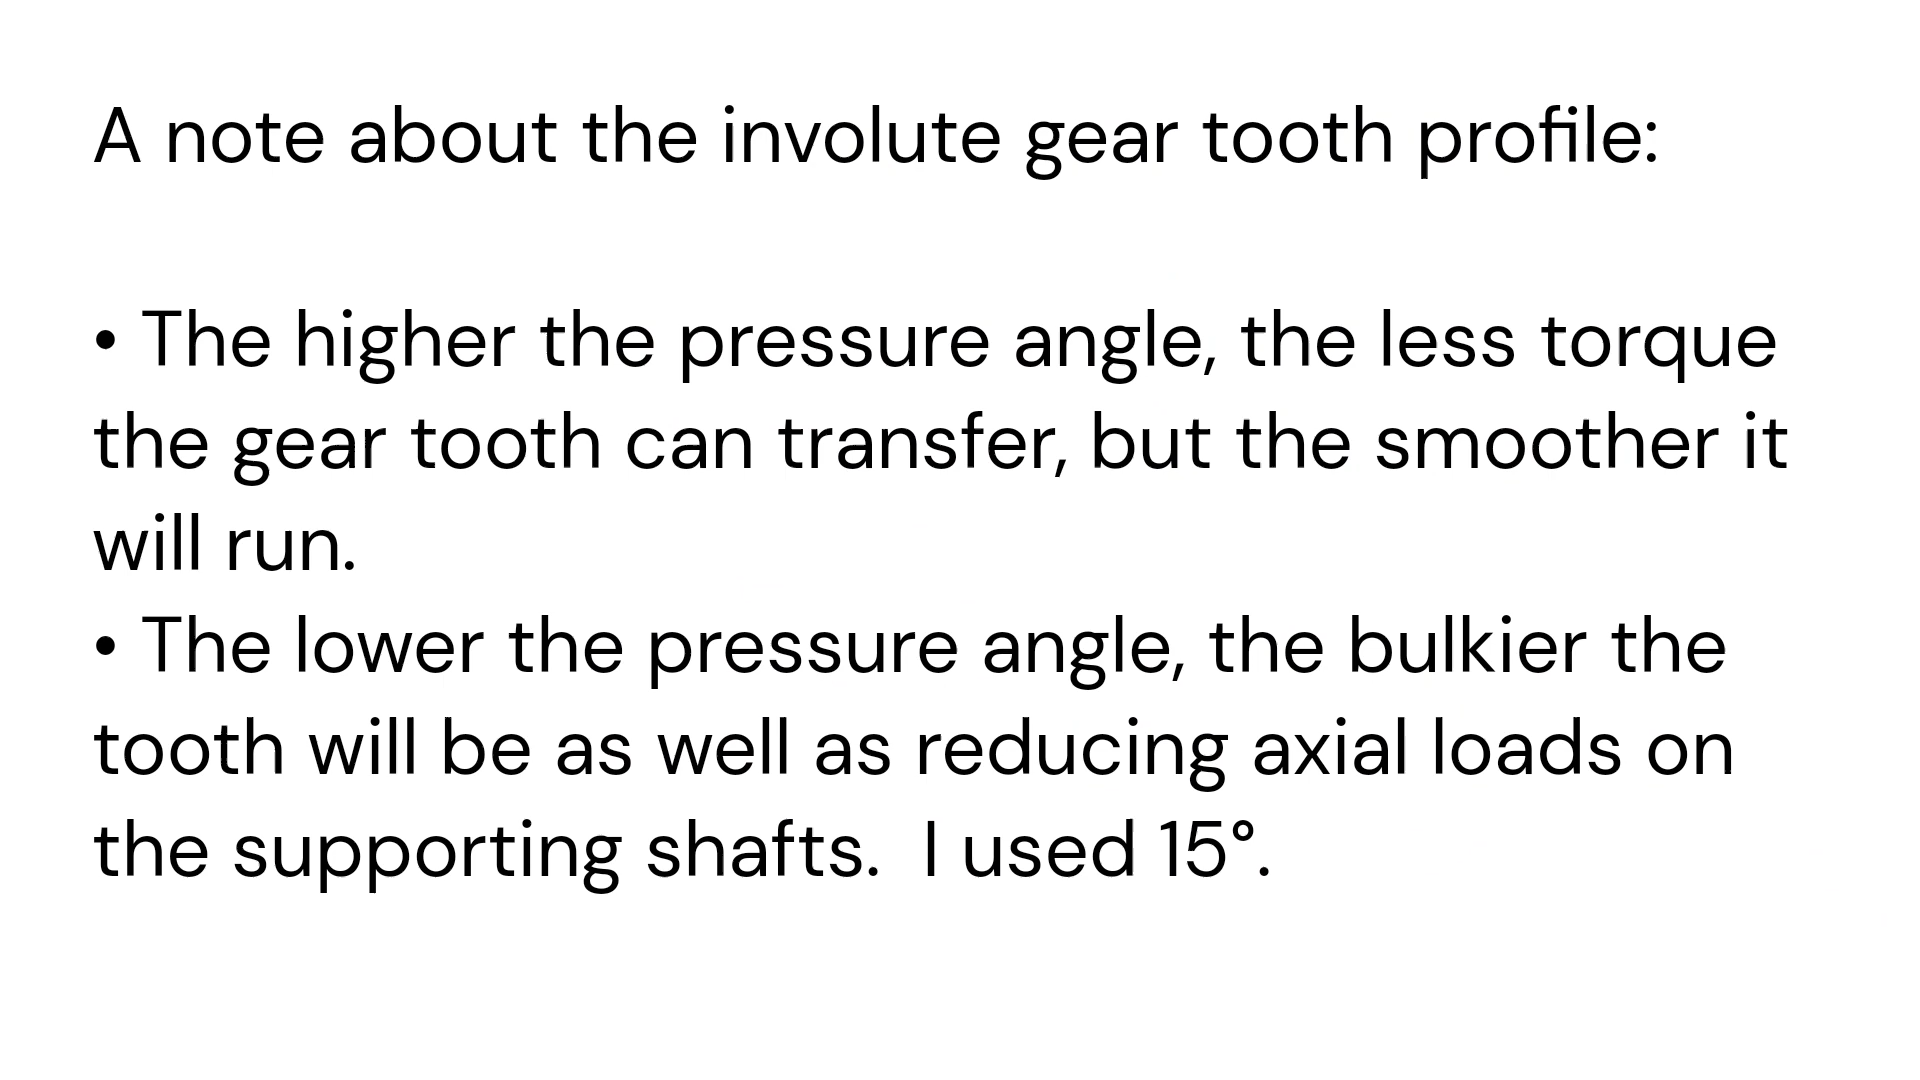 A note about the involute gear tooth profile:
• The higher the pressure angle, the less torque
the gear tooth can transfer, but the smoother it
will run.
• The lower the pressure angle, the bulkier the
tooth will be as well as reducing axial loads on
the supporting shafts.  I used 15°.